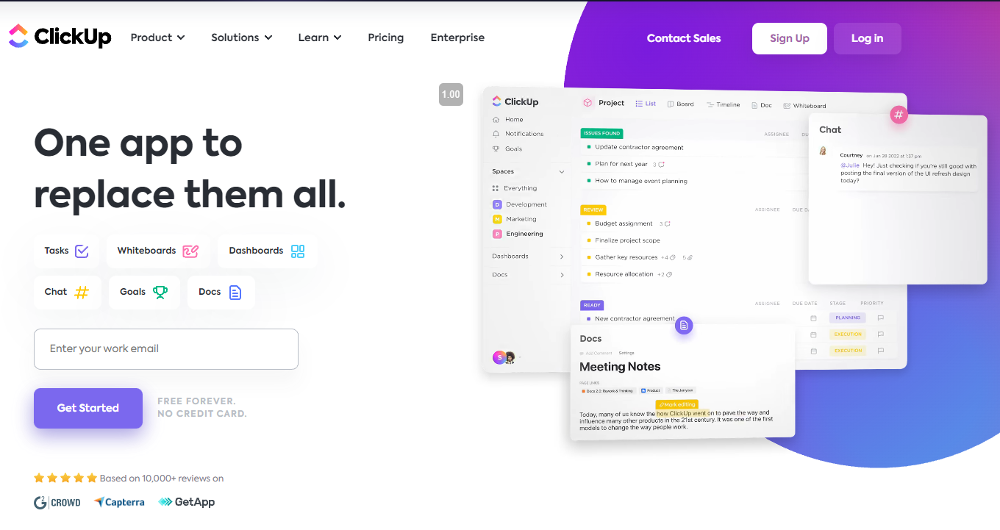 ClickUp
Product
Solutions
Learn
Pricing
Enterprise
Contact Sales
Sign Up
Log in
1.00
One app to
replace them all.
Tasks
Whiteboards
Dashboards
Chat
Goals
Docs
Enter your work email
Get Started
FREE FOREVER.
NO CREDIT CARD.
Based on 10,000+ reviews on
G2 CROWD
Capterra
GetApp
ClickUp
Home
Notifications
Goals
Spaces
Everything
D Development
M Marketing
P Engineering
Dashboards
Docs
S
Project
List
Board
Timeline
Doc
Whiteboard
ISSUES FOUND
ASSIGNEE
DU
Update contractor agreement
Plan for next year 3
How to manage event planning
REVIEW
ASSIGNEE
DUE DA
Budget assignment 3
Finalize project scope
Gather key resources +4 5
Resource allocation +2
READY
ASSIGNEE
DUE DATE
STAGE
PRIORITY
New contractor agreement
PLANNING
EXECUTION
EXECUTION
#
Chat
Courtney on Jun 28 2022 at 1:37 pm
@Julie Hey! Just checking if you're still good with
posting the final version of the UI refresh design
today?
Docs
Add Comment Settings
Meeting Notes
PAGE LINKS
Docs 2.0: Rework & Thinking
Product
Mark editing
Today, many of us know the how ClickUp went on to pave the way and
influence many other products in the 21st century. It was one of the first
models to change the way people work.